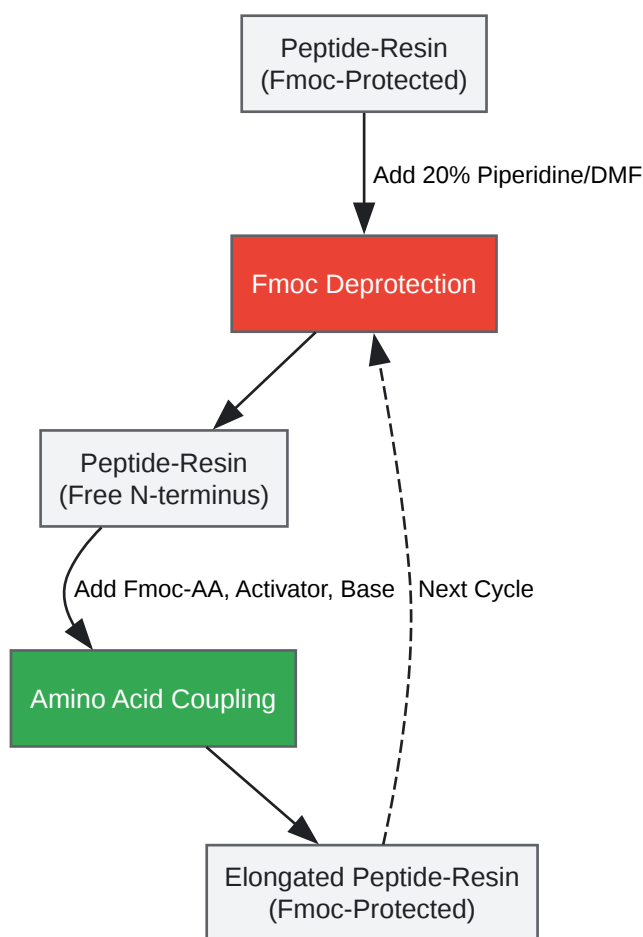 Peptide-Resin
(Fmoc-Protected)
Add 20% Piperidine/DMF
Fmoc Deprotection
Peptide-Resin
(Free N-terminus)
Add Fmoc-AA, Activator, Base
Next Cycle
Amino Acid Coupling
Elongated Peptide-Resin
(Fmoc-Protected)